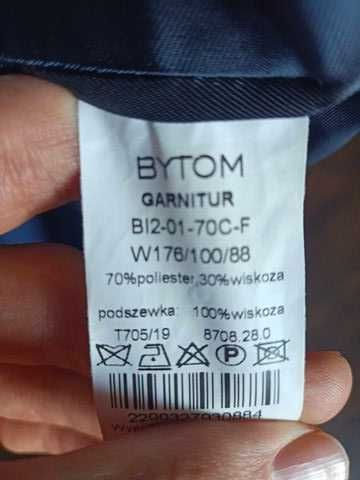 BYTOM
GARNITUR
BI2-01-70C-F
W176/100/88
70%poliester,30%wiskoza
podszewka: 100%wiskoza
T705/19 8708.28.0
P